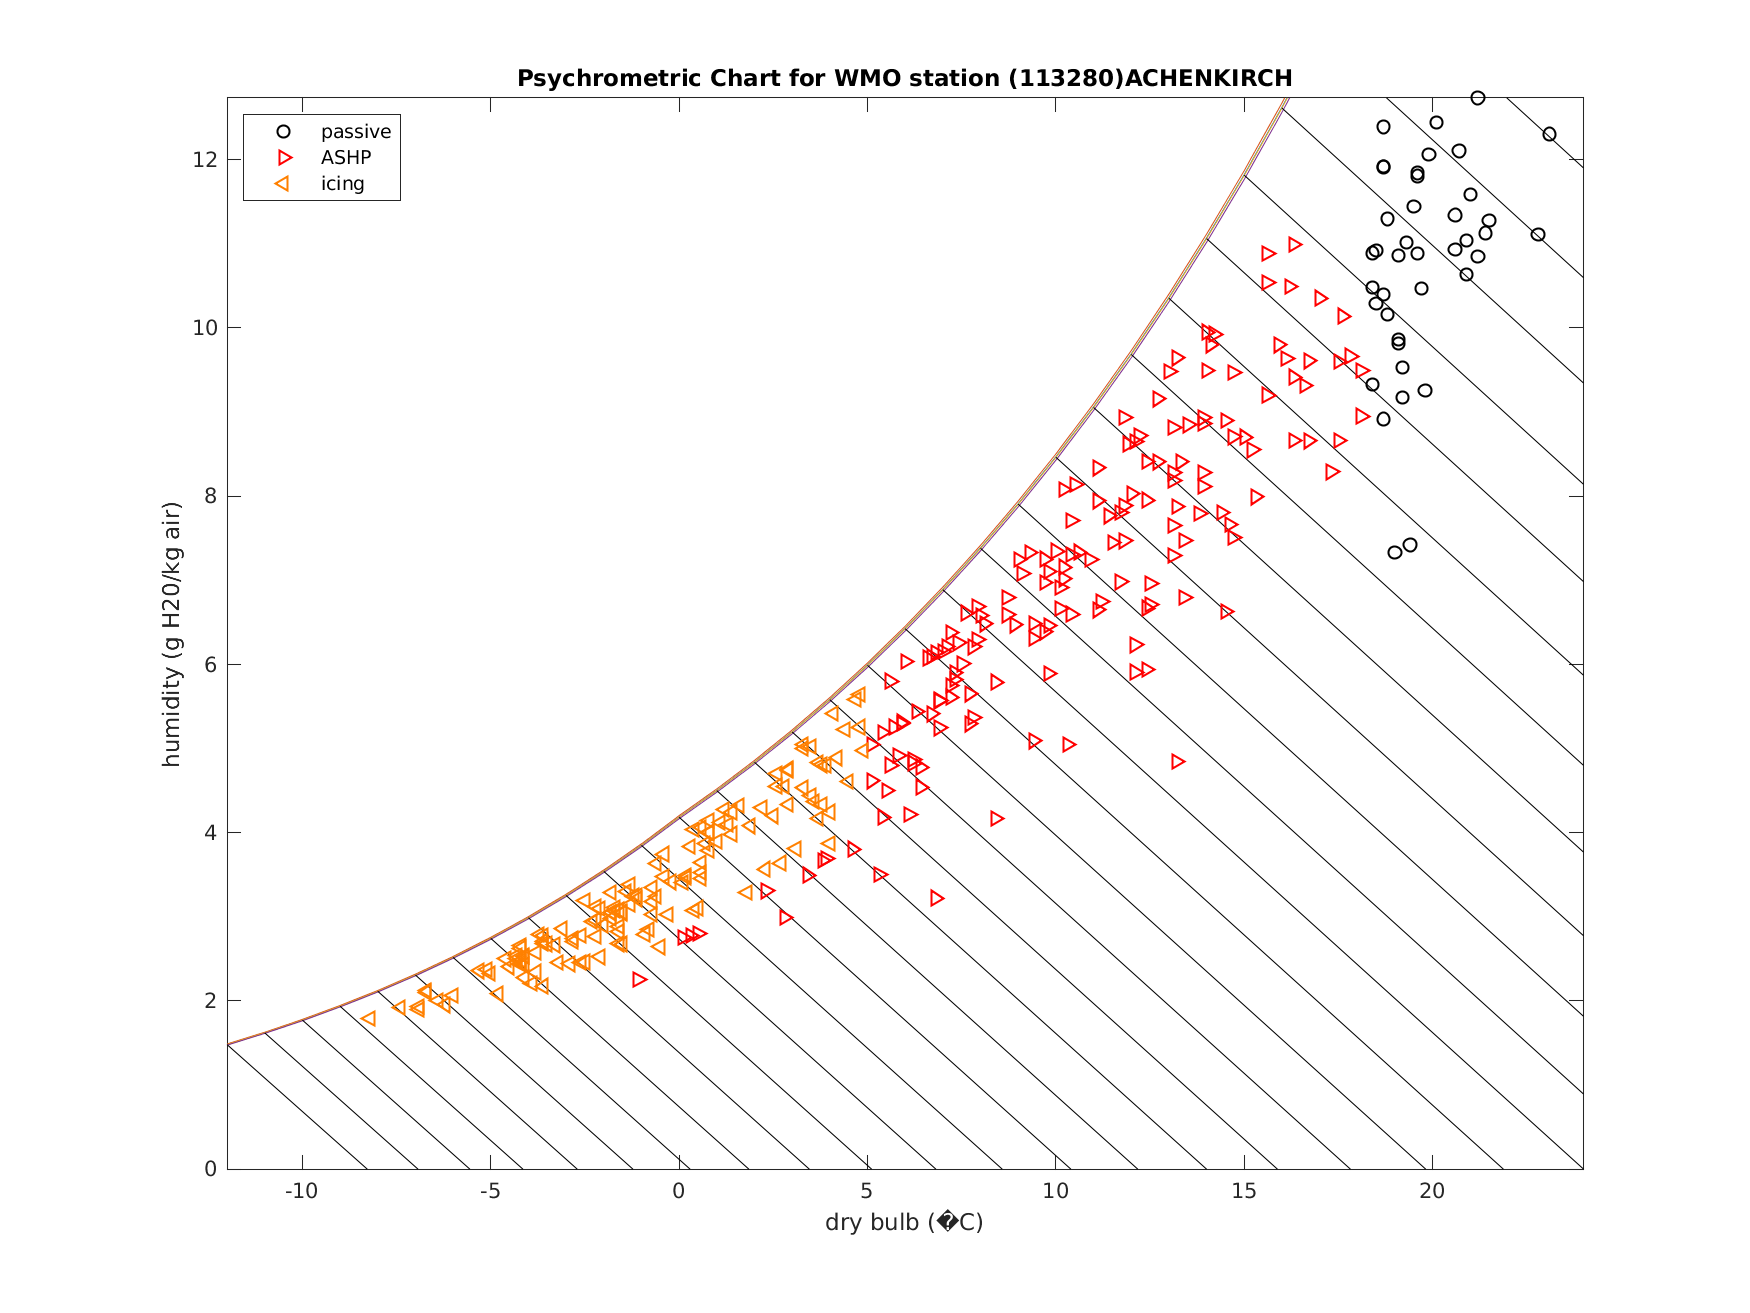 Psychrometric Chart for WMO station (113280)ACHENKIRCH
passive
ASHP
icing
12
10
8
6
4
2
0
humidity (g H20/kg air)
-10 -5 0 5 10 15 20
dry bulb (�C)